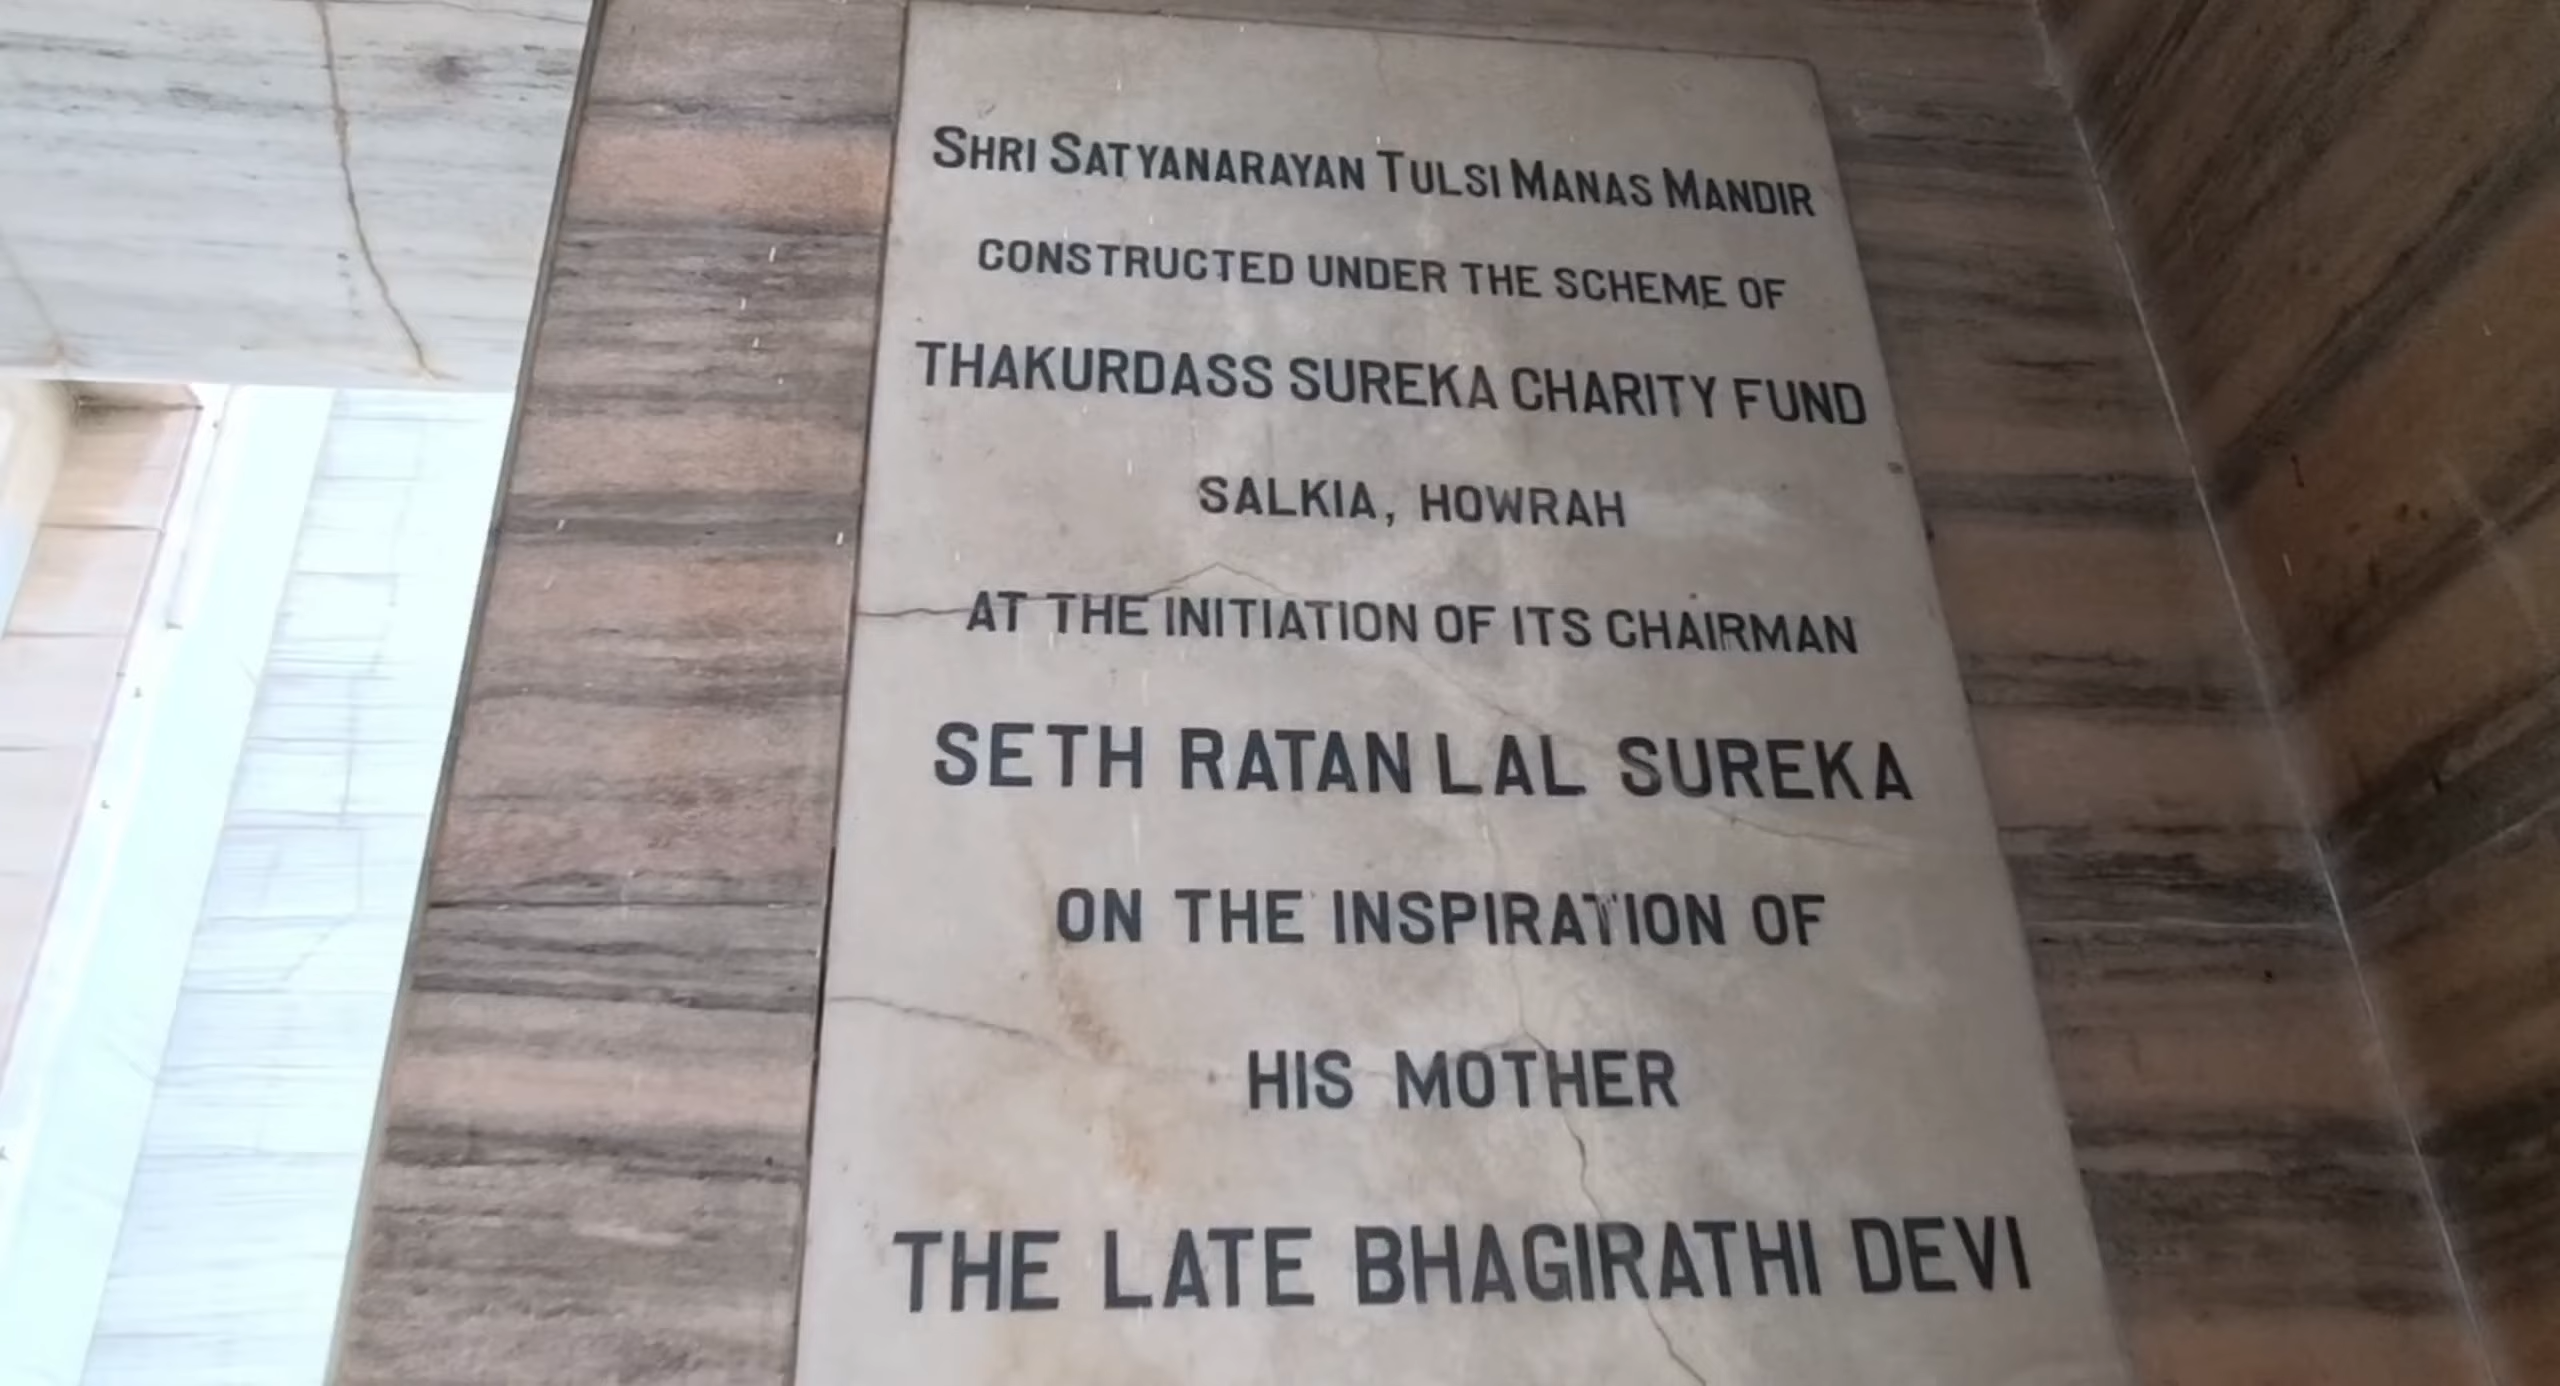 SHRI SATYANARAYAN TULSI MANAS MANDIR
CONSTRUCTED UNDER THE SCHEME OF
THAKURDASS SUREKA CHARITY FUND
SALKIA, HOWRAH
AT THE INITIATION OF ITS CHAIRMAN
SETH RATAN LAL SUREKA
ON THE INSPIRATION OF
HIS MOTHER
THE LATE BHAGIRATHI DEVI